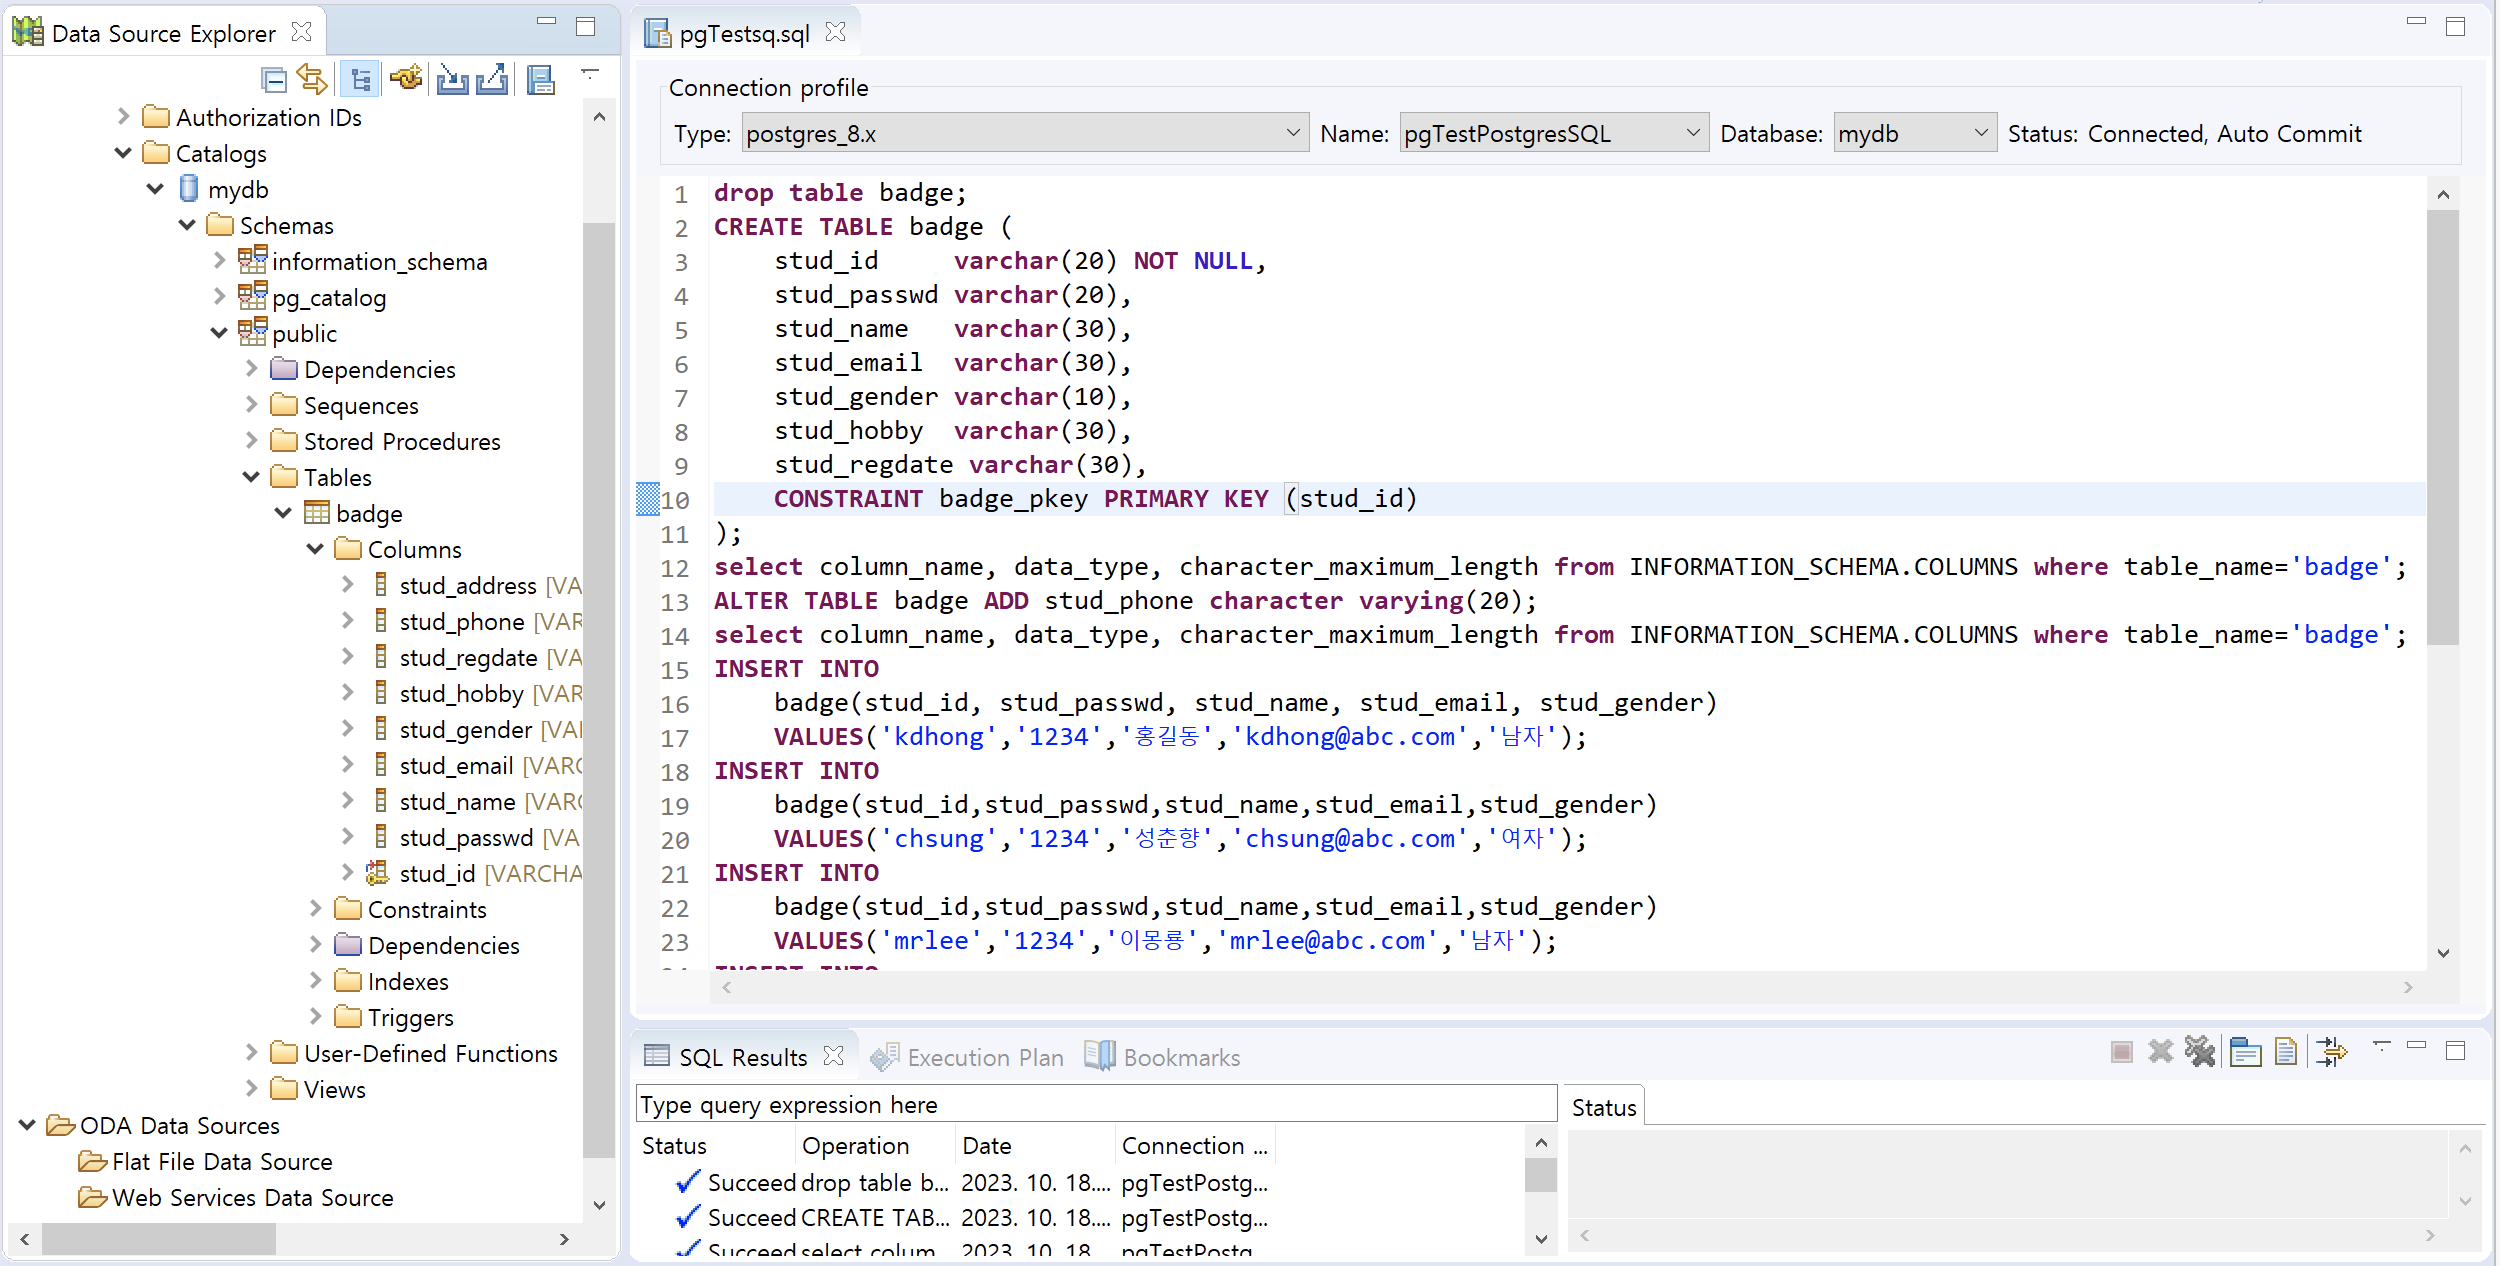 Data Source Explorer
Authorization IDs
Catalogs
mydb
Schemas
information_schema
pg_catalog
public
Dependencies
Sequences
Stored Procedures
Tables
badge
Columns
stud_address [VA
stud_phone [VAR
stud_regdate [VA
stud_hobby [VAR
stud_gender [VA
stud_email [VARC
stud_name [VARC
stud_passwd [VA
stud_id [VARCHA
Constraints
Dependencies
Indexes
Triggers
User-Defined Functions
Views
ODA Data Sources
Flat File Data Source
Web Services Data Source
pgTestsq.sql
Connection profile
Type: postgres_8.x Name: pgTestPostgresSQL Database: mydb Status: Connected, Auto Commit
1 drop table badge;
2 CREATE TABLE badge (
3 stud_id varchar(20) NOT NULL,
4 stud_passwd varchar(20),
5 stud_name varchar(30),
6 stud_email varchar(30),
7 stud_gender varchar(10),
8 stud_hobby varchar(30),
9 stud_regdate varchar(30),
10 CONSTRAINT badge_pkey PRIMARY KEY (stud_id)
11 );
12 select column_name, data_type, character_maximum_length from INFORMATION_SCHEMA.COLUMNS where table_name='badge';
13 ALTER TABLE badge ADD stud_phone character varying(20);
14 select column_name, data_type, character_maximum_length from INFORMATION_SCHEMA.COLUMNS where table_name='badge';
15 INSERT INTO
16 badge(stud_id, stud_passwd, stud_name, stud_email, stud_gender)
17 VALUES('kdhong','1234','홍길동','kdhong@abc.com','남자');
18 INSERT INTO
19 badge(stud_id,stud_passwd,stud_name,stud_email,stud_gender)
20 VALUES('chsung','1234','성춘향','chsung@abc.com','여자');
21 INSERT INTO
22 badge(stud_id,stud_passwd,stud_name,stud_email,stud_gender)
23 VALUES('mrlee','1234','이몽룡','mrlee@abc.com','남자');
24 INSERT INTO
SQL Results Execution Plan Bookmarks
Type query expression here
Status Operation Date Connection ...
Succeed drop table b... 2023. 10. 18.... pgTestPostg...
Succeed CREATE TAB... 2023. 10. 18.... pgTestPostg...
Succeed select colum 2023. 10. 18 pgTestPostg
Status